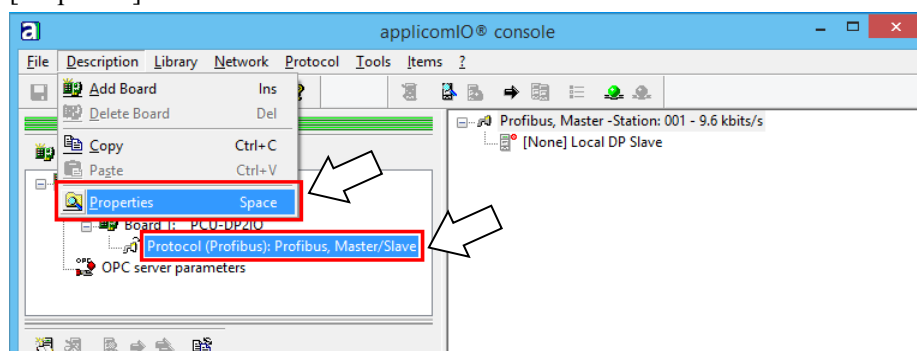 applicomIO® console
File Description Library Network Protocol Tools Items ?
Add Board Ins
Delete Board Del
Copy Ctrl+C
Paste Ctrl+V
Properties Space
Board 1: PCU-DP2IO
Protocol (Profibus): Profibus, Master/Slave
OPC server parameters
Profibus, Master -Station: 001 - 9.6 kbits/s
[None] Local DP Slave